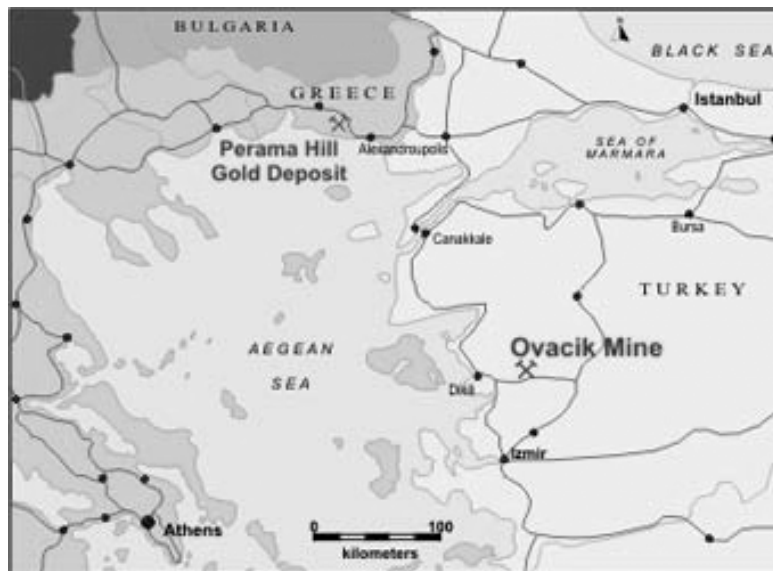 BULGARIA
BLACK SEA
GREECE
Istanbul
Perama Hill
Gold Deposit
Alexandroupolis
SEA OF
MARMARA
Canakkale
Bursa
TURKEY
AEGEAN
SEA
Ovacik Mine
Dikili
Izmir
0 100
kilometers
Athens